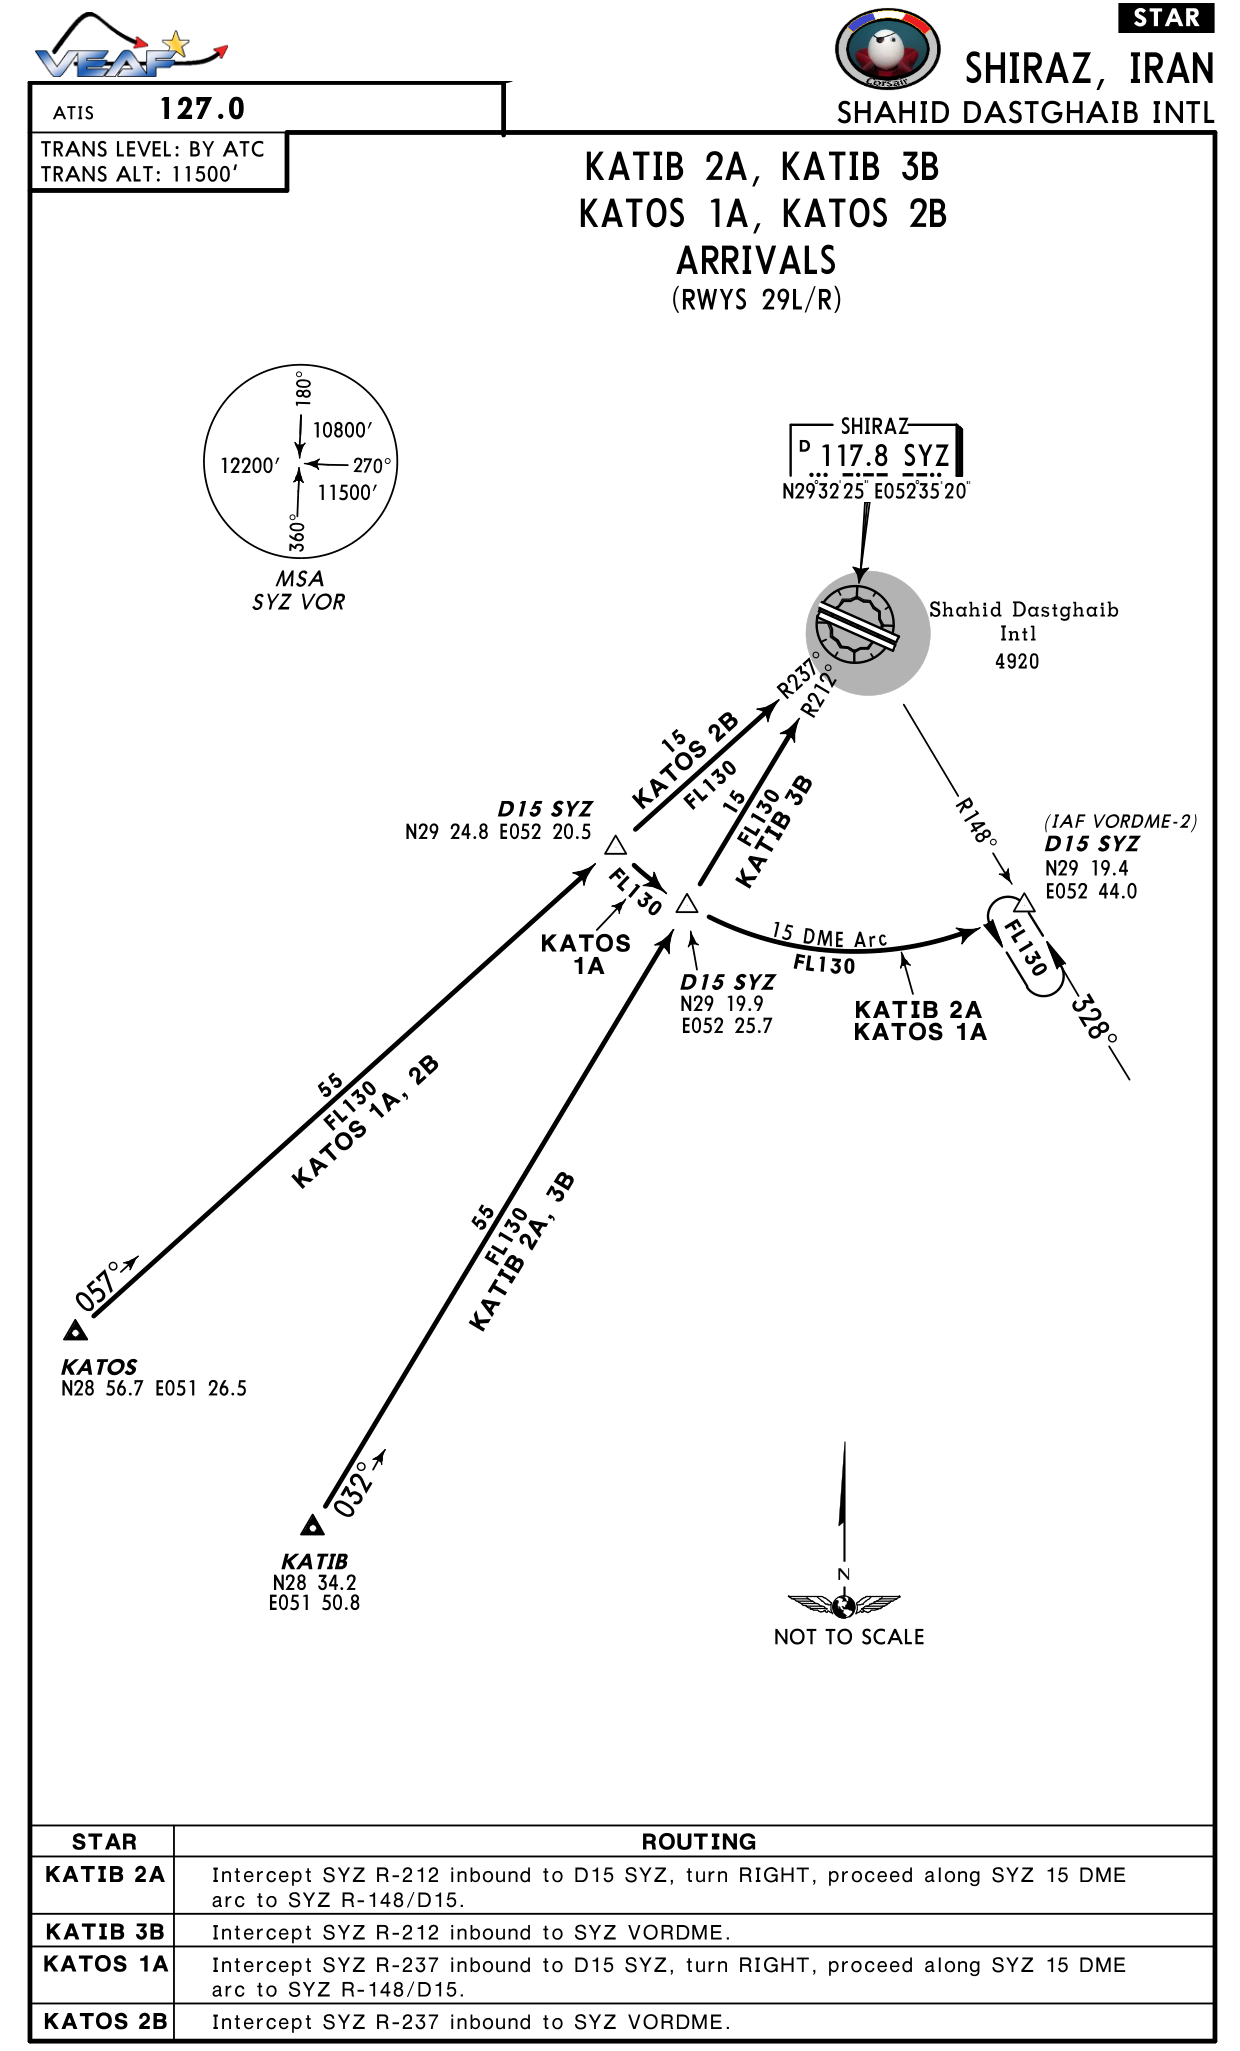 VEAF
Corsair
STAR
SHIRAZ, IRAN
SHAHID DASTGHAIB INTL
ATIS 127.0
TRANS LEVEL: BY ATC
TRANS ALT: 11500'
KATIB 2A, KATIB 3B
KATOS 1A, KATOS 2B
ARRIVALS
(RWYS 29L/R)
180°
10800'
12200'
270°
11500'
360°
MSA
SYZ VOR
SHIRAZ
D 117.8 SYZ
N29°32'25" E052°35'20"
Shahid Dastghaib
Intl
4920
R237°
R212°
15
KATOS 2B
FL130
15
FL130
KATIB 3B
R148°
D15 SYZ
N29 24.8 E052 20.5
(IAF VORDME-2)
D15 SYZ
N29 19.4
E052 44.0
FL130
KATOS
1A
15 DME Arc
FL130
FL130
D15 SYZ
N29 19.9
E052 25.7
KATIB 2A
KATOS 1A
328°
55
FL130
KATOS 1A, 2B
55
FL130
KATIB 2A, 3B
057°
KATOS
N28 56.7 E051 26.5
032°
KATIB
N28 34.2
E051 50.8
N
NOT TO SCALE
STAR ROUTING
KATIB 2A Intercept SYZ R-212 inbound to D15 SYZ, turn RIGHT, proceed along SYZ 15 DME
arc to SYZ R-148/D15.
KATIB 3B Intercept SYZ R-212 inbound to SYZ VORDME.
KATOS 1A Intercept SYZ R-237 inbound to D15 SYZ, turn RIGHT, proceed along SYZ 15 DME
arc to SYZ R-148/D15.
KATOS 2B Intercept SYZ R-237 inbound to SYZ VORDME.